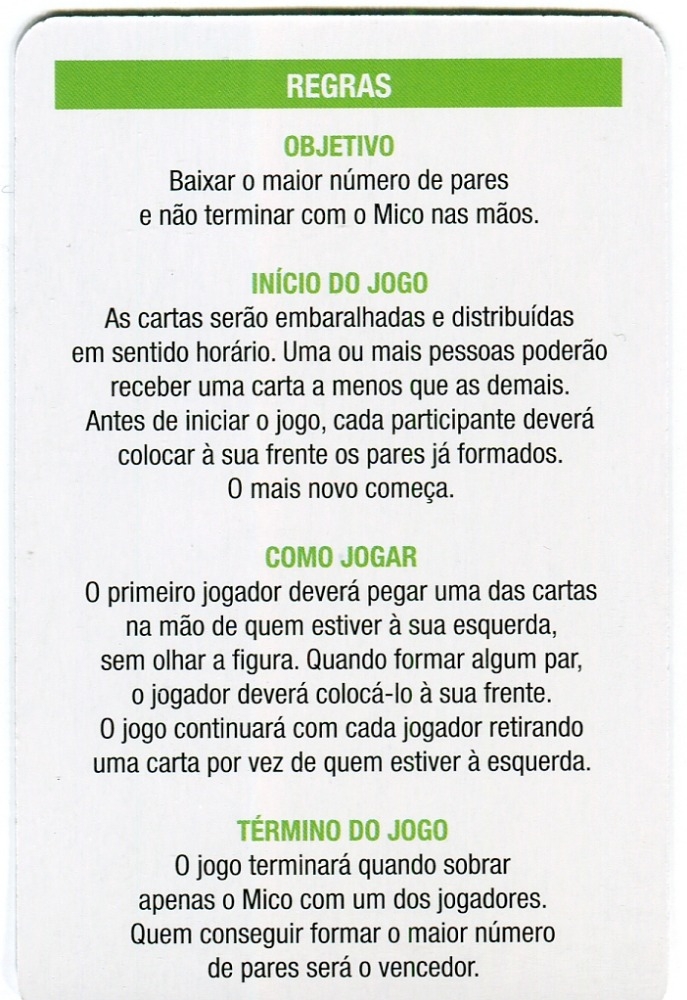 REGRAS
OBJETIVO
Baixar o maior número de pares
e não terminar com o Mico nas mãos.
INÍCIO DO JOGO
As cartas serão embaralhadas e distribuídas
em sentido horário. Uma ou mais pessoas poderão
receber uma carta a menos que as demais.
Antes de iniciar o jogo, cada participante deverá
colocar à sua frente os pares já formados.
O mais novo começa.
COMO JOGAR
O primeiro jogador deverá pegar uma das cartas
na mão de quem estiver à sua esquerda,
sem olhar a figura. Quando formar algum par,
o jogador deverá colocá-lo à sua frente.
O jogo continuará com cada jogador retirando
uma carta por vez de quem estiver à esquerda.
TÉRMINO DO JOGO
O jogo terminará quando sobrar
apenas o Mico com um dos jogadores.
Quem conseguir formar o maior número
de pares será o vencedor.